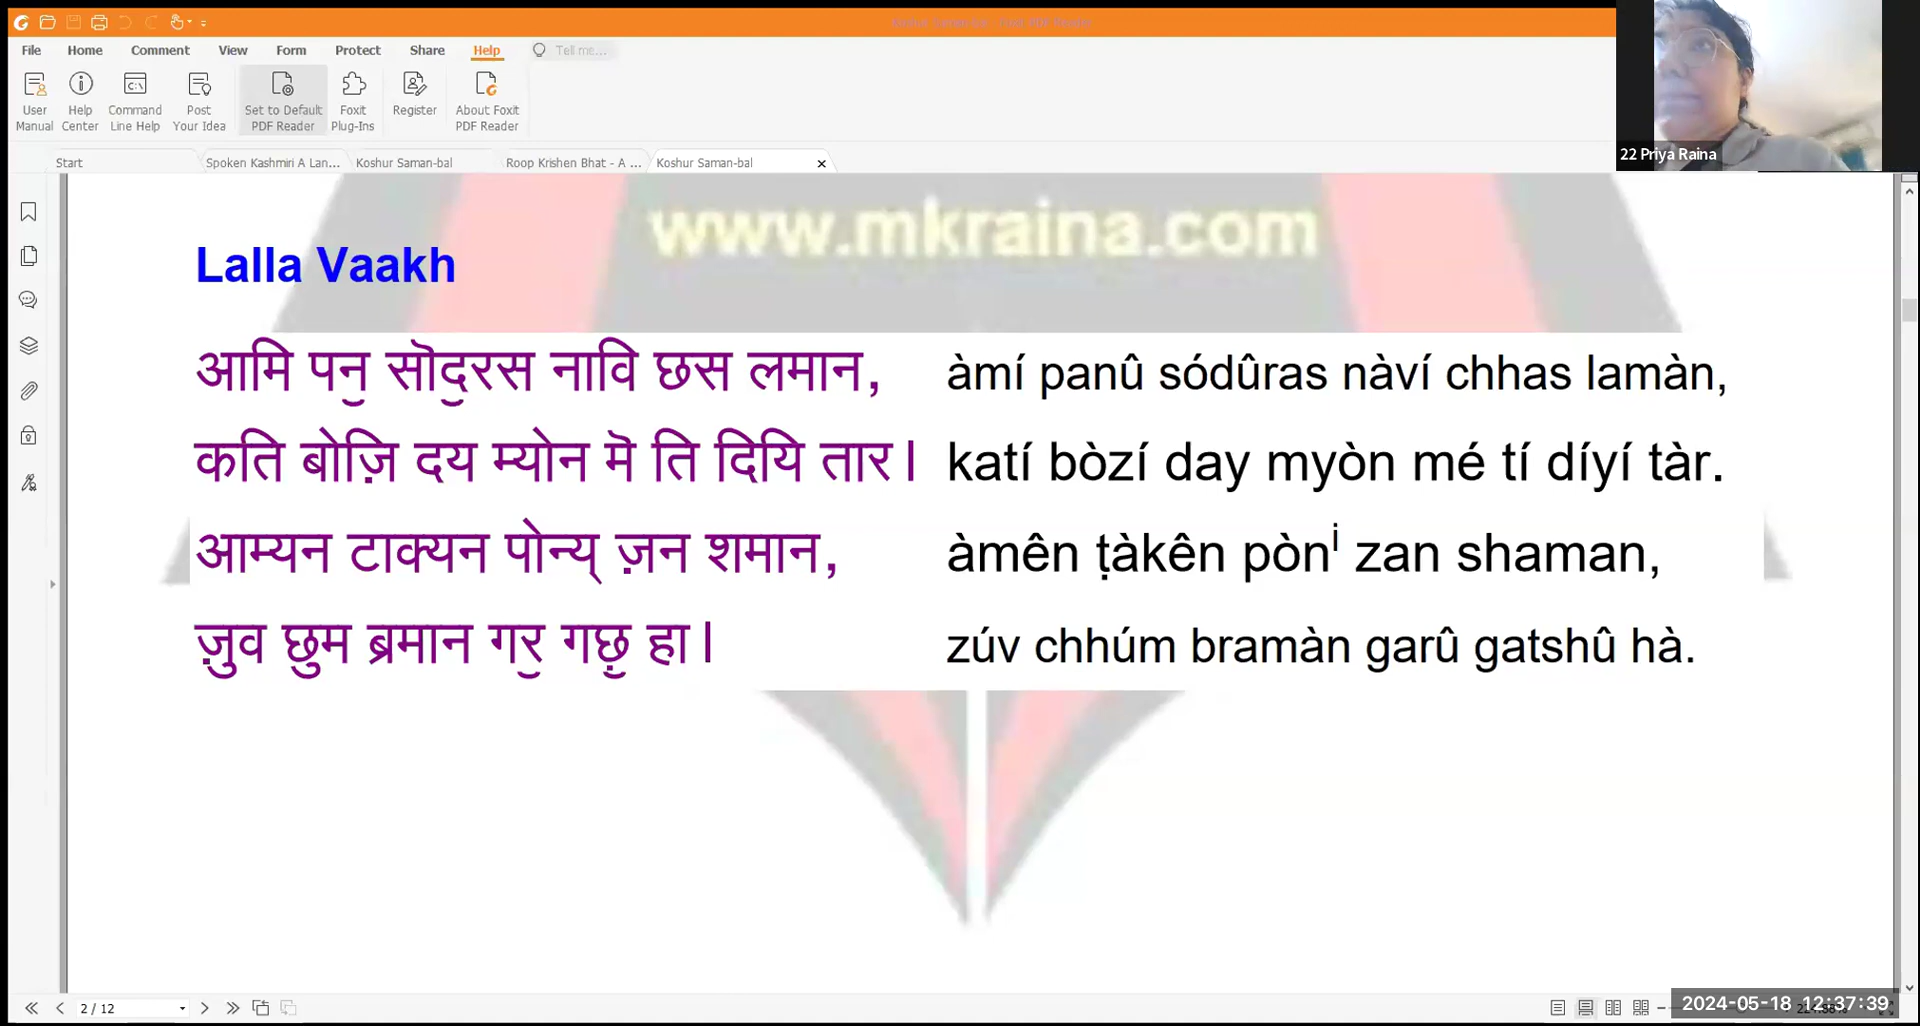 File Home Comment View Form Protect Share Help Tell me...
User Manual
Help Center
Command Line Help
Post Your Idea
Set to Default PDF Reader
Foxit Plug-Ins
Register
About Foxit PDF Reader
22 Priya Raina
Start Spoken Kashmiri A Lan... Koshur Saman-bal Roop Krishen Bhat - A ... Koshur Saman-bal
www.mkraina.com
Lalla Vaakh
आमि पनॖ सॊदॖरस नावि छस लमान, àmí panû sódûras nàví chhas lamàn,
कति बोज़ि दय म्योन मॆ ति दियि तार। katí bòzí day myòn mé tí díyí tàr.
आम्यन टाक्यन पोन्य् ज़न शमान, àmên ṭàkên pònⁱ zan shaman,
ज़ुव छुम ब्रमान गरॖ गछ़ॖ हा। zúv chhúm bramàn garû gatshû hà.
2 / 12
2024-05-18 12:37:39